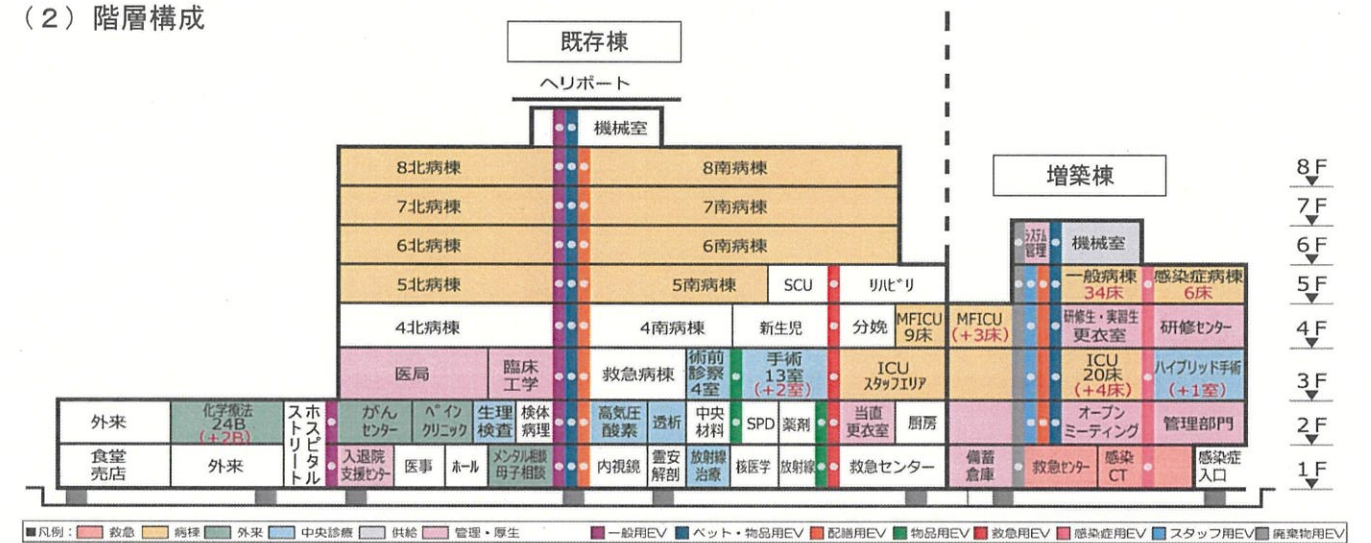 （２）階層構成
既存棟
ヘリポート
機械室
増築棟
8北病棟 8南病棟 8F
7北病棟 7南病棟 7F
6北病棟 6南病棟 システム管理 機械室 6F
5北病棟 5南病棟 SCU ﾘﾊﾋﾞﾘ 一般病棟 34床 感染症病棟 6床 5F
4北病棟 4南病棟 新生児 分娩 MFICU 9床 MFICU (+3床) 研修生・実習生 更衣室 研修センター 4F
医局 臨床工学 救急病棟 術前診察4室 手術 13室 (+2室) ICU スタッフエリア ICU 20床 (+4床) ハイブリッド手術 (+1室) 3F
外来 化学療法 24B (+2B) ホスピタルストリート がんセンター ペインクリニック 生理検査 検体病理 高気圧酸素 透析 中央材料 SPD 薬剤 当直更衣室 厨房 オープンミーティング 管理部門 2F
食堂売店 外来 入退院支援センター 医事 ホール メンタル相談 母子相談 内視鏡 霊安解剖 放射線治療 核医学 放射線 救急センター 備蓄倉庫 救急センター 感染CT 感染症入口 1F
■凡例： 救急 病棟 外来 中央診療 供給 管理・厚生 一般用EV ベット・物品用EV 配膳用EV 物品用EV 救急用EV 感染症用EV スタッフ用EV 廃棄物用EV